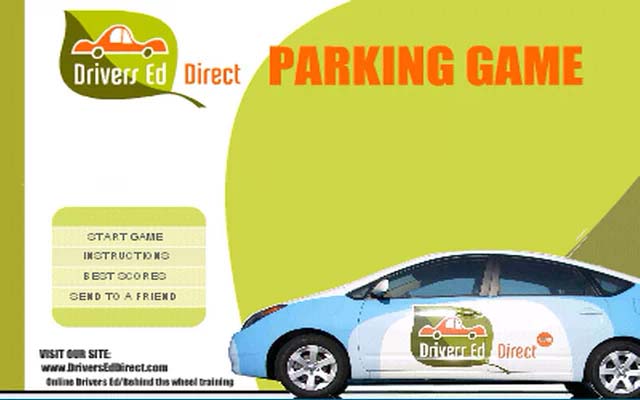 Drivers Ed Direct
PARKING GAME
START GAME
INSTRUCTIONS
BEST SCORES
SEND TO A FRIEND
VISIT OUR SITE:
www.DriversEdDirect.com
Online Drivers Ed/Behind the wheel training
Drivers Ed Direct